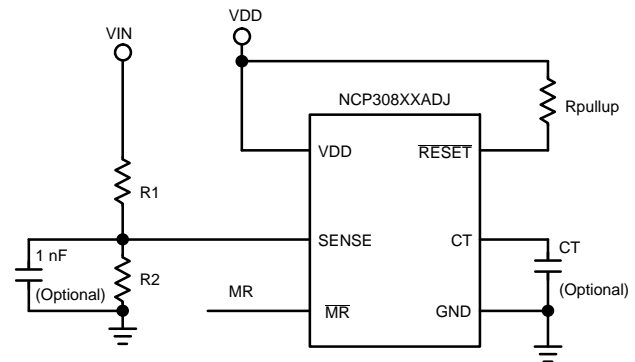 VDD
VIN
NCP308XXADJ
Rpullup
VDD
RESET
R1
1 nF
SENSE
CT
CT
R2
(Optional)
(Optional)
MR
MR
GND